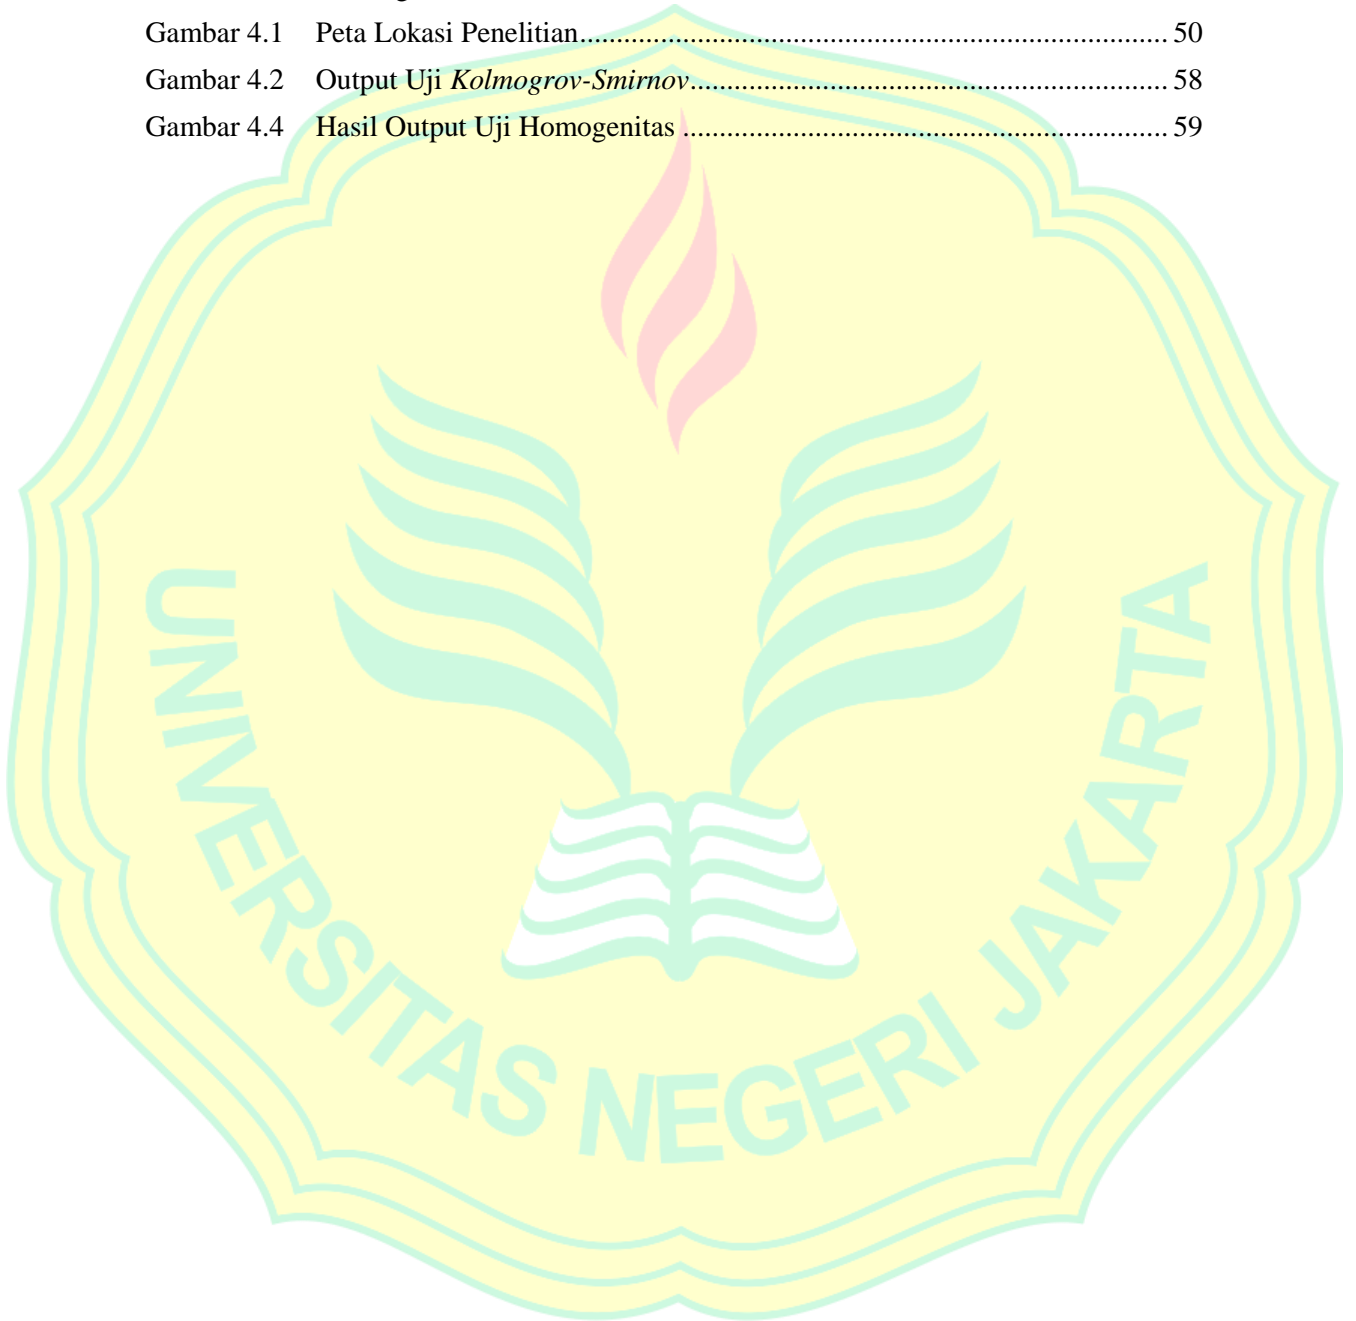 Gambar 4.1 Peta Lokasi Penelitian............................................................................... 50
Gambar 4.2 Output Uji Kolmogrov-Smirnov................................................................ 58
Gambar 4.4 Hasil Output Uji Homogenitas ................................................................. 59
UNIVERSITAS NEGERI JAKARTA